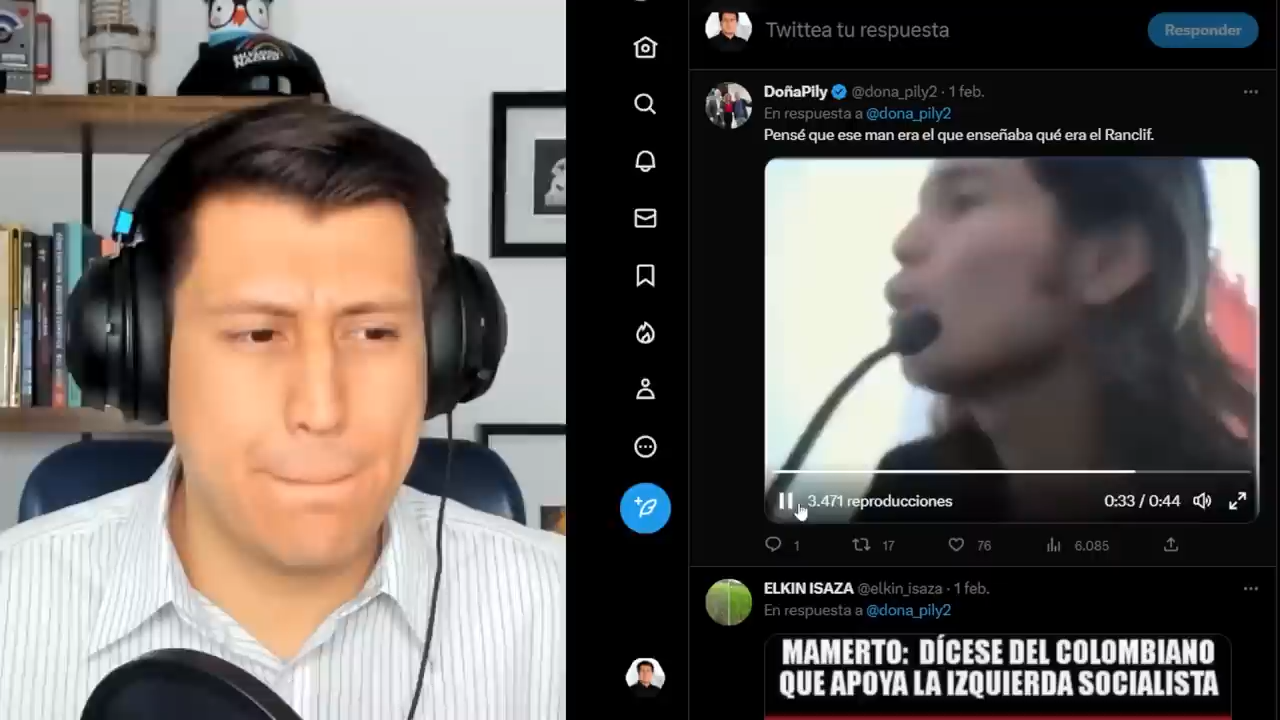 Twittea tu respuesta
Responder
DoñaPily @dona_pily2 · 1 feb.
En respuesta a @dona_pily2
Pensé que ese man era el que enseñaba qué era el Ranclif.
3.471 reproducciones
0:33 / 0:44
1 17 76 6.085
ELKIN ISAZA @elkin_isaza · 1 feb.
En respuesta a @dona_pily2
MAMERTO: DÍCESE DEL COLOMBIANO
QUE APOYA LA IZQUIERDA SOCIALISTA